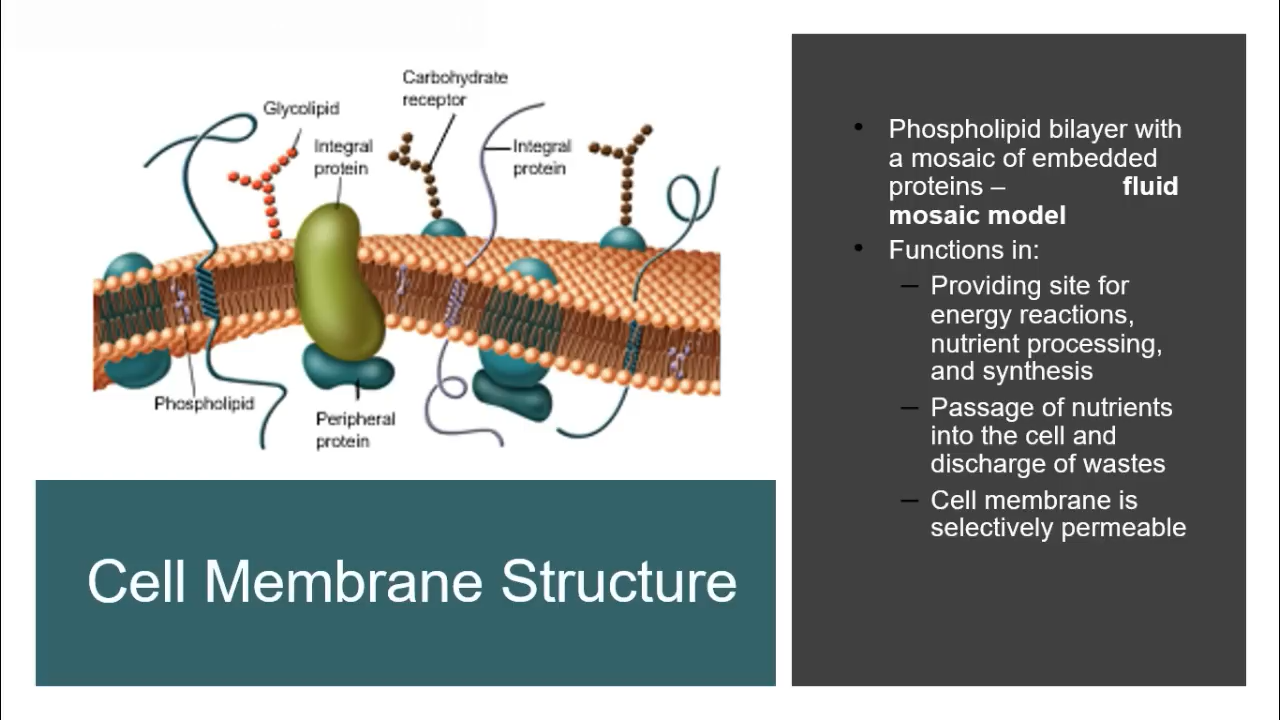 Carbohydrate
receptor
Glycolipid
Integral
protein
Integral
protein
Phospholipid
Peripheral
protein
Cell Membrane Structure
• Phospholipid bilayer with
a mosaic of embedded
proteins – fluid
mosaic model
• Functions in:
– Providing site for
energy reactions,
nutrient processing,
and synthesis
– Passage of nutrients
into the cell and
discharge of wastes
– Cell membrane is
selectively permeable